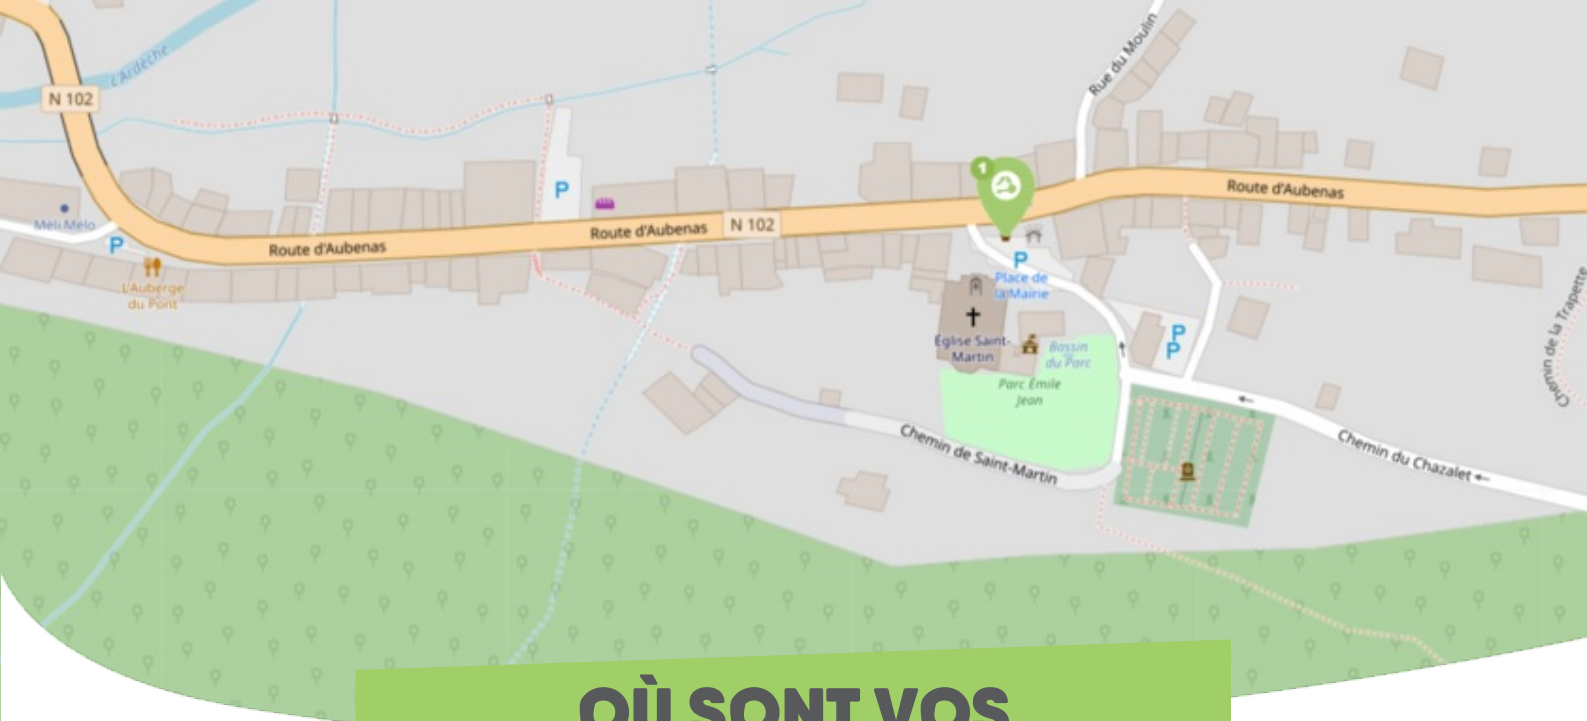 L'Ardèche
Rue du Moulin
N 102
1
P
Route d'Aubenas
Meli Melo
P
Route d'Aubenas
Route d'Aubenas
N 102
P
Place de
la Mairie
L'Auberge
du Pont
Eglise Saint-
Martin
Bassin
du Parc
P
P
Parc Emile
Jean
Chemin de la Trapette
Chemin de Saint-Martin
Chemin du Chazalet
OÙ SONT VOS